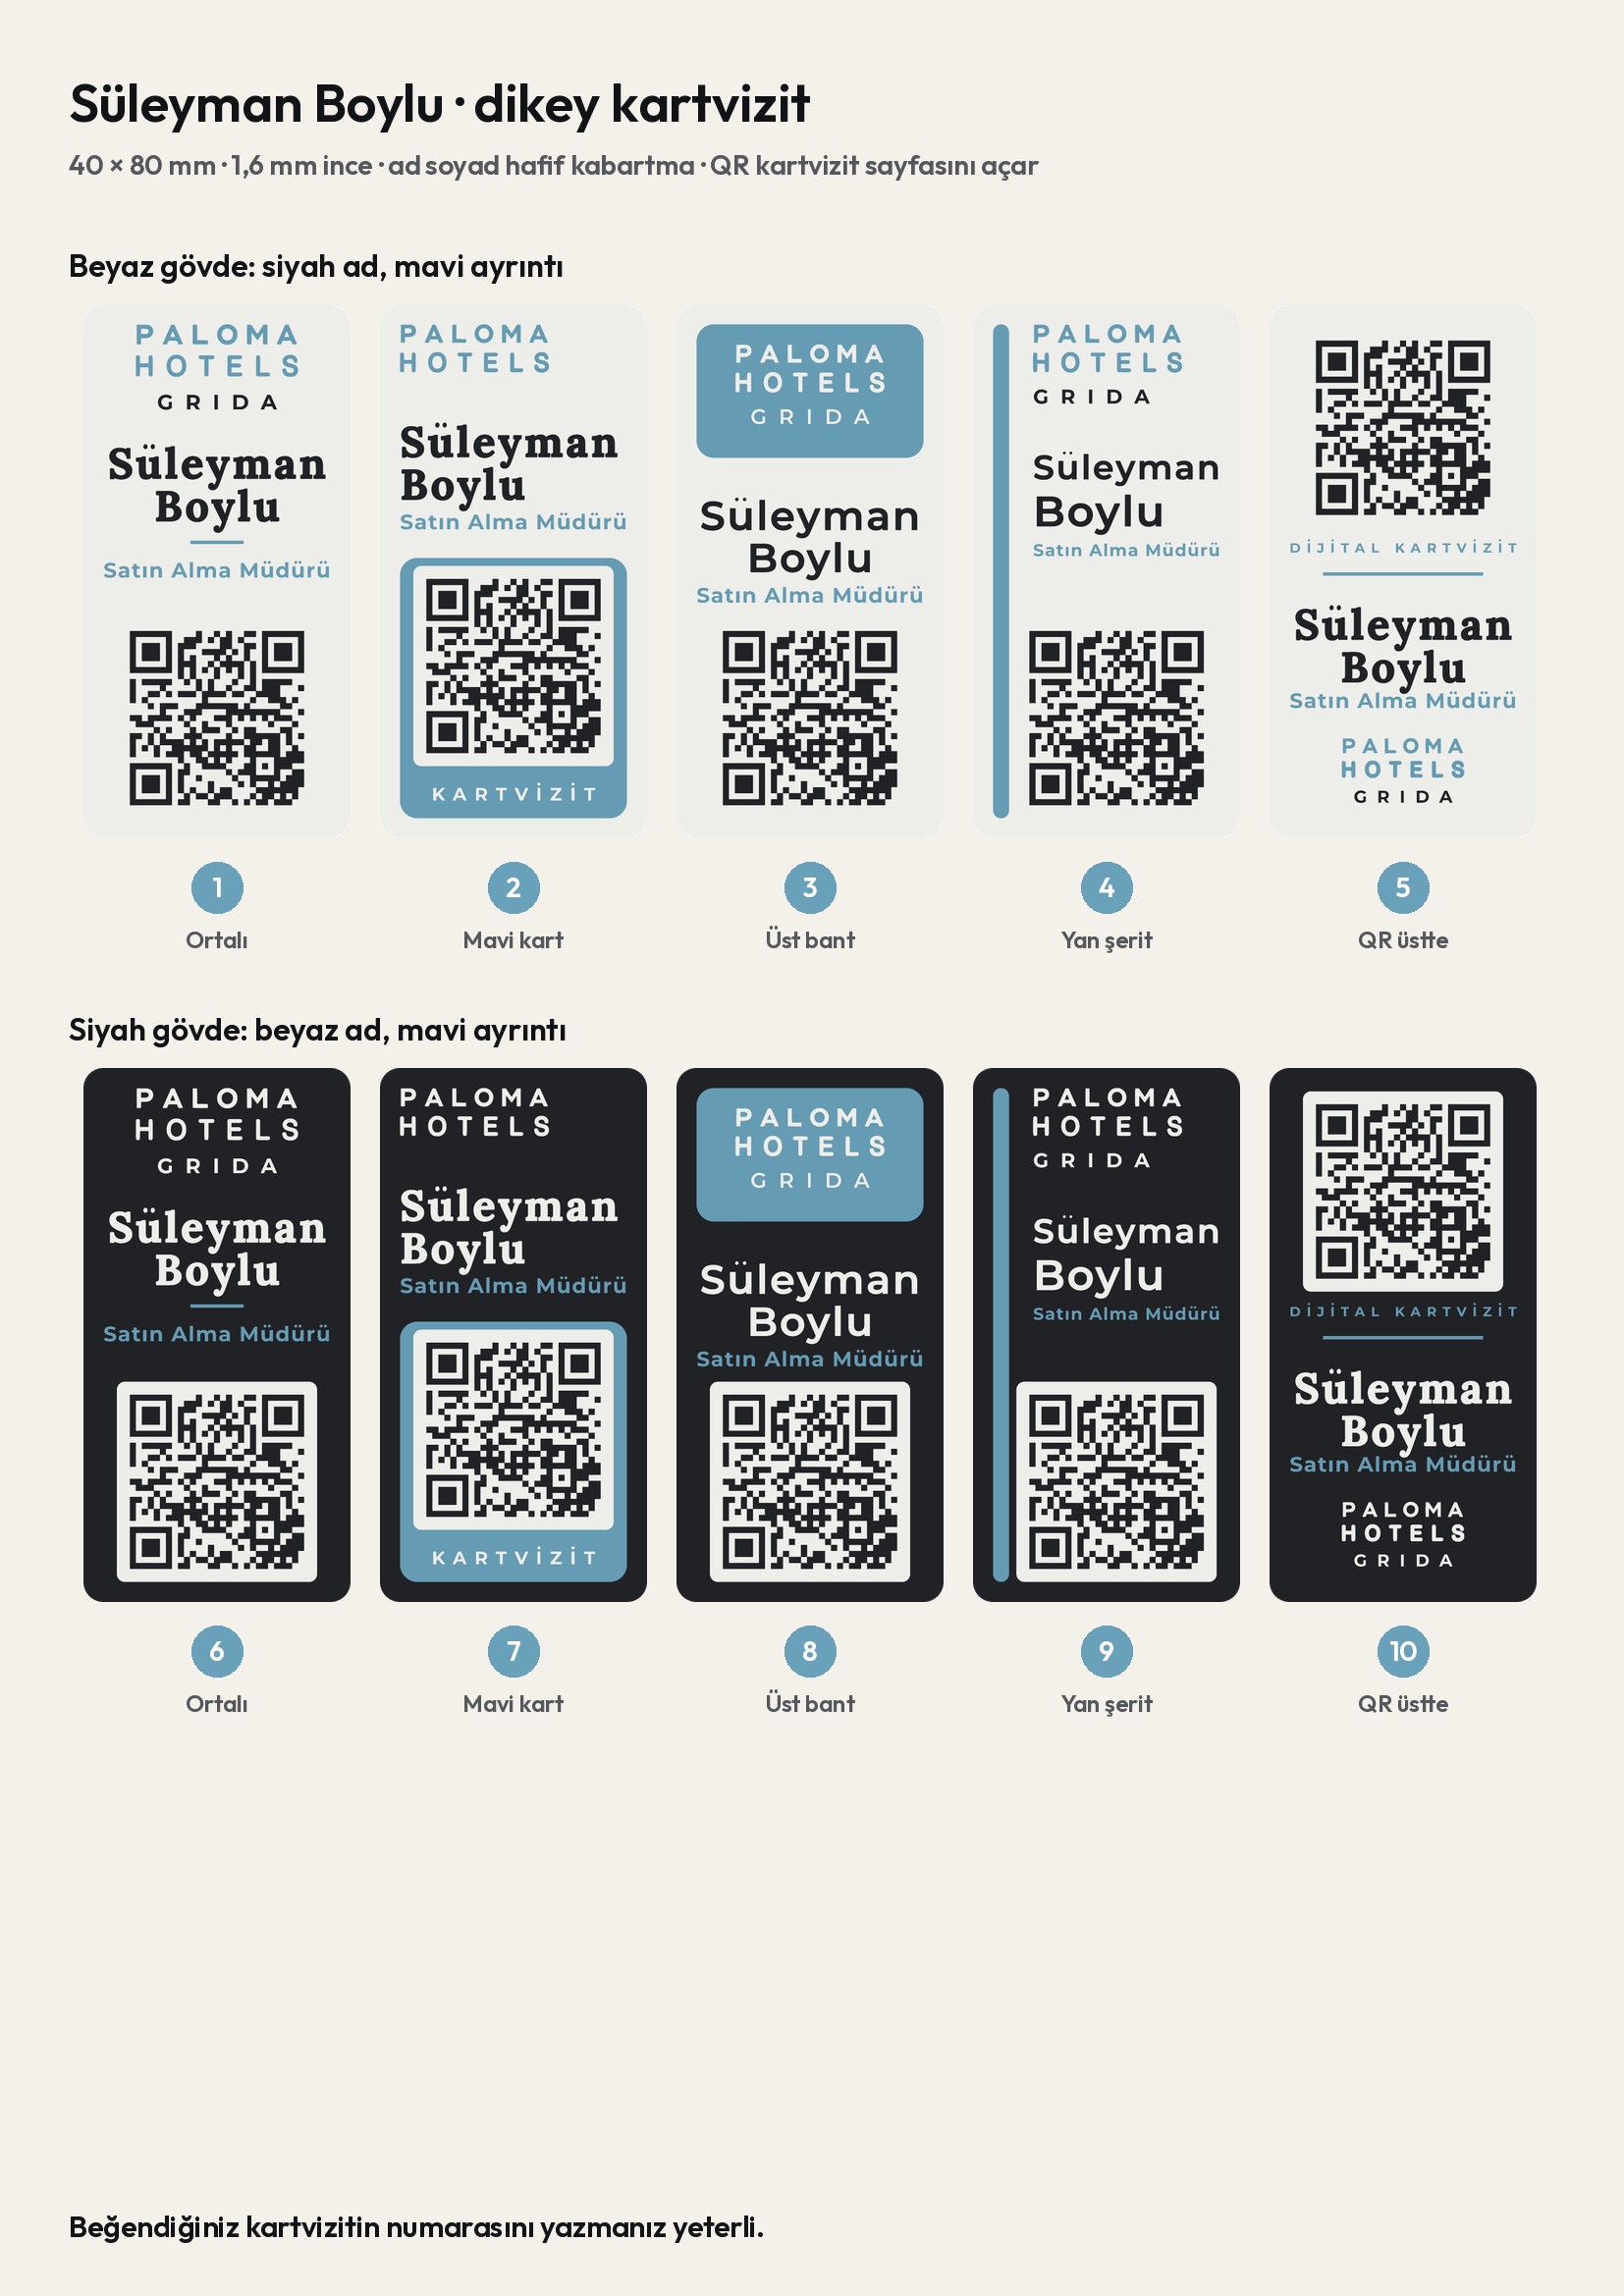 Süleyman Boylu · dikey kartvizit
40 × 80 mm · 1,6 mm ince · ad soyad hafif kabartma · QR kartvizit sayfasını açar
Beyaz gövde: siyah ad, mavi ayrıntı
PALOMA
HOTELS
GRIDA
Süleyman
Boylu
Satın Alma Müdürü
1
Ortalı
PALOMA
HOTELS
Süleyman
Boylu
Satın Alma Müdürü
KARTVİZİT
2
Mavi kart
PALOMA
HOTELS
GRIDA
Süleyman
Boylu
Satın Alma Müdürü
3
Üst bant
PALOMA
HOTELS
GRIDA
Süleyman
Boylu
Satın Alma Müdürü
4
Yan şerit
DİJİTAL KARTVİZİT
Süleyman
Boylu
Satın Alma Müdürü
PALOMA
HOTELS
GRIDA
5
QR üstte
Siyah gövde: beyaz ad, mavi ayrıntı
PALOMA
HOTELS
GRIDA
Süleyman
Boylu
Satın Alma Müdürü
6
Ortalı
PALOMA
HOTELS
Süleyman
Boylu
Satın Alma Müdürü
KARTVİZİT
7
Mavi kart
PALOMA
HOTELS
GRIDA
Süleyman
Boylu
Satın Alma Müdürü
8
Üst bant
PALOMA
HOTELS
GRIDA
Süleyman
Boylu
Satın Alma Müdürü
9
Yan şerit
DİJİTAL KARTVİZİT
Süleyman
Boylu
Satın Alma Müdürü
PALOMA
HOTELS
GRIDA
10
QR üstte
Beğendiğiniz kartvizitin numarasını yazmanız yeterli.